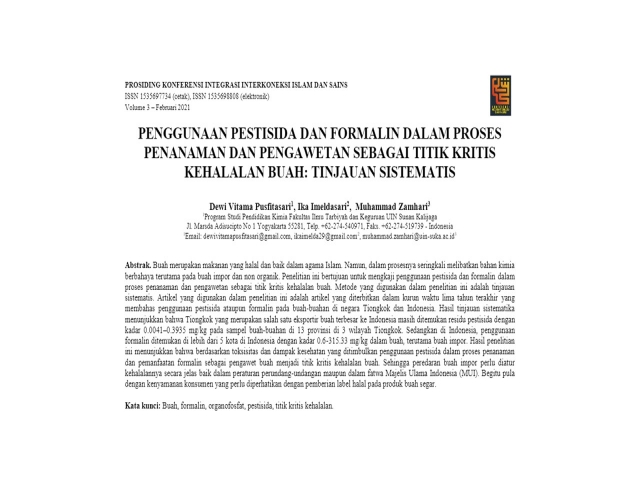 PROSIDING KONFERENSI INTEGRASI INTERKONEKSI ISLAM DAN SAINS
ISSN 1535697734 (cetak), ISSN 1535698808 (elektronik)
Volume 3 – Februari 2021
PENGGUNAAN PESTISIDA DAN FORMALIN DALAM PROSES
PENANAMAN DAN PENGAWETAN SEBAGAI TITIK KRITIS
KEHALALAN BUAH: TINJAUAN SISTEMATIS
Dewi Vitama Pusfitasari1, Ika Imeldasari2, Muhammad Zamhari3
1Program Studi Pendidikan Kimia Fakultas Ilmu Tarbiyah dan Keguruan UIN Sunan Kalijaga
Jl. Marsda Adisucipto No 1 Yogyakarta 55281, Telp. +62-274-540971, Faks. +62-274-519739 - Indonesia
1Email: dewivitamapusfitasari@gmail.com, ikaimelda29@gmail.com2, muhammad.zamhari@uin-suka.ac.id3
Abstrak. Buah merupakan makanan yang halal dan baik dalam agama Islam. Namun, dalam prosesnya seringkali melibatkan bahan kimia
berbahaya terutama pada buah impor dan non organik. Penelitian ini bertujuan untuk mengkaji penggunaan pestisida dan formalin dalam
proses penanaman dan pengawetan sebagai titik kritis kehalalan buah. Metode yang digunakan dalam penelitian ini adalah tinjauan
sistematis. Artikel yang digunakan dalam penelitian ini adalah artikel yang diterbitkan dalam kurun waktu lima tahun terakhir yang
membahas penggunaan pestisida ataupun formalin pada buah-buahan di negara Tiongkok dan Indonesia. Hasil tinjauan sistematika
menunjukkan bahwa Tiongkok yang merupakan salah satu eksportir buah terbesar ke Indonesia masih ditemukan residu pestisida dengan
kadar 0.0041–0.3935 mg/kg pada sampel buah-buahan di 13 provinsi di 3 wilayah Tiongkok. Sedangkan di Indonesia, penggunaan
formalin ditemukan di lebih dari 5 kota di Indonesia dengan kadar 0.6-315.33 mg/kg dalam buah, terutama buah impor. Hasil penelitian
ini menunjukkan bahwa berdasarkan toksisitas dan dampak kesehatan yang ditimbulkan penggunaan pestisida dalam proses penanaman
dan pemanfaatan formalin sebagai pengawet buah menjadi titik kritis kehalalan buah. Sehingga peredaran buah impor perlu diatur
kehalalannya secara jelas baik dalam peraturan perundang-undangan maupun dalam fatwa Majelis Ulama Indonesia (MUI). Begitu pula
dengan kenyamanan konsumen yang perlu diperhatikan dengan pemberian label halal pada produk buah segar.
Kata kunci: Buah, formalin, organofosfat, pestisida, titik kritis kehalalan.